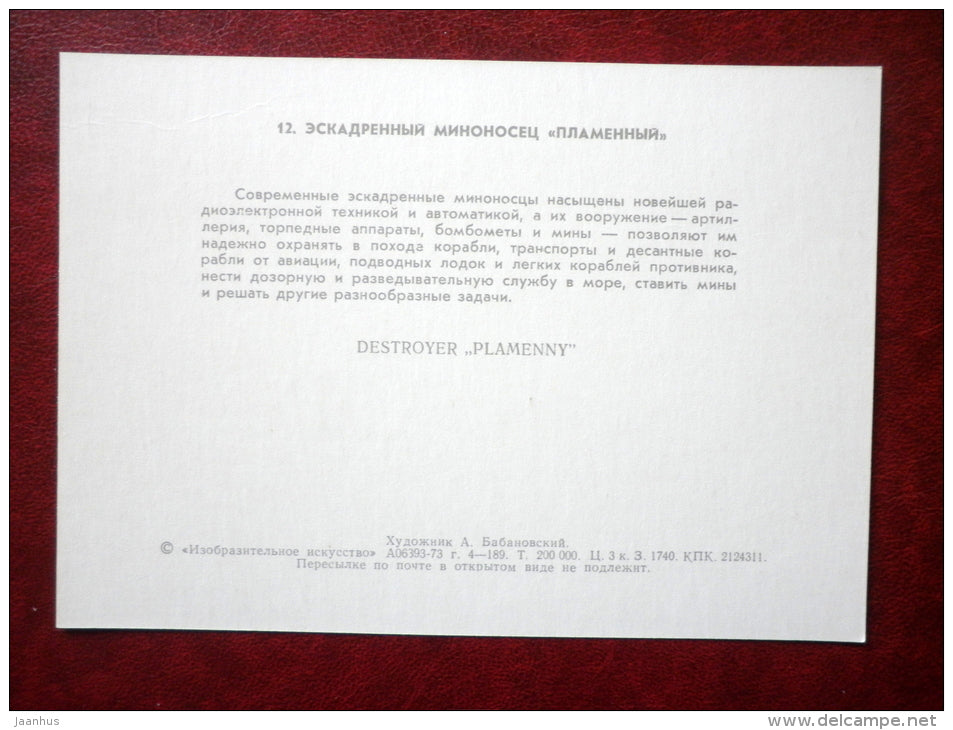 12. ЭСКАДРЕННЫЙ МИНОНОСЕЦ «ПЛАМЕННЫЙ»
Современные эскадренные миноносцы насыщены новейшей ра-
диоэлектронной техникой и автоматикой, а их вооружение — артил-
лерия, торпедные аппараты, бомбометы и мины — позволяют им
надежно охранять в похода корабли, транспорты и десантные ко-
рабли от авиации, подводных лодок и легких кораблей противника,
нести дозорную и разведывательную службу в море, ставить мины
и решать другие разнообразные задачи.
DESTROYER „PLAMENNY”
Художник А. Бабановский.
© «Изобразительное искусство» А06393-73 г. 4—189. Т. 200 000. Ц. 3 к. З. 1740. КПК. 2124311.
Пересылке по почте в открытом виде не подлежит.
jaanhus
www.delcampe.net